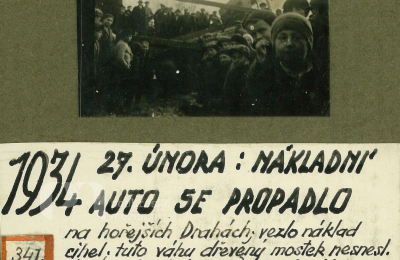 1934 27. ÚNORA : NÁKLADNÍ
AUTO SE PROPADLO
na hořejších Drahách; vezlo náklad
cihel; tuto váhu dřevěný mostek nesnesl.
341